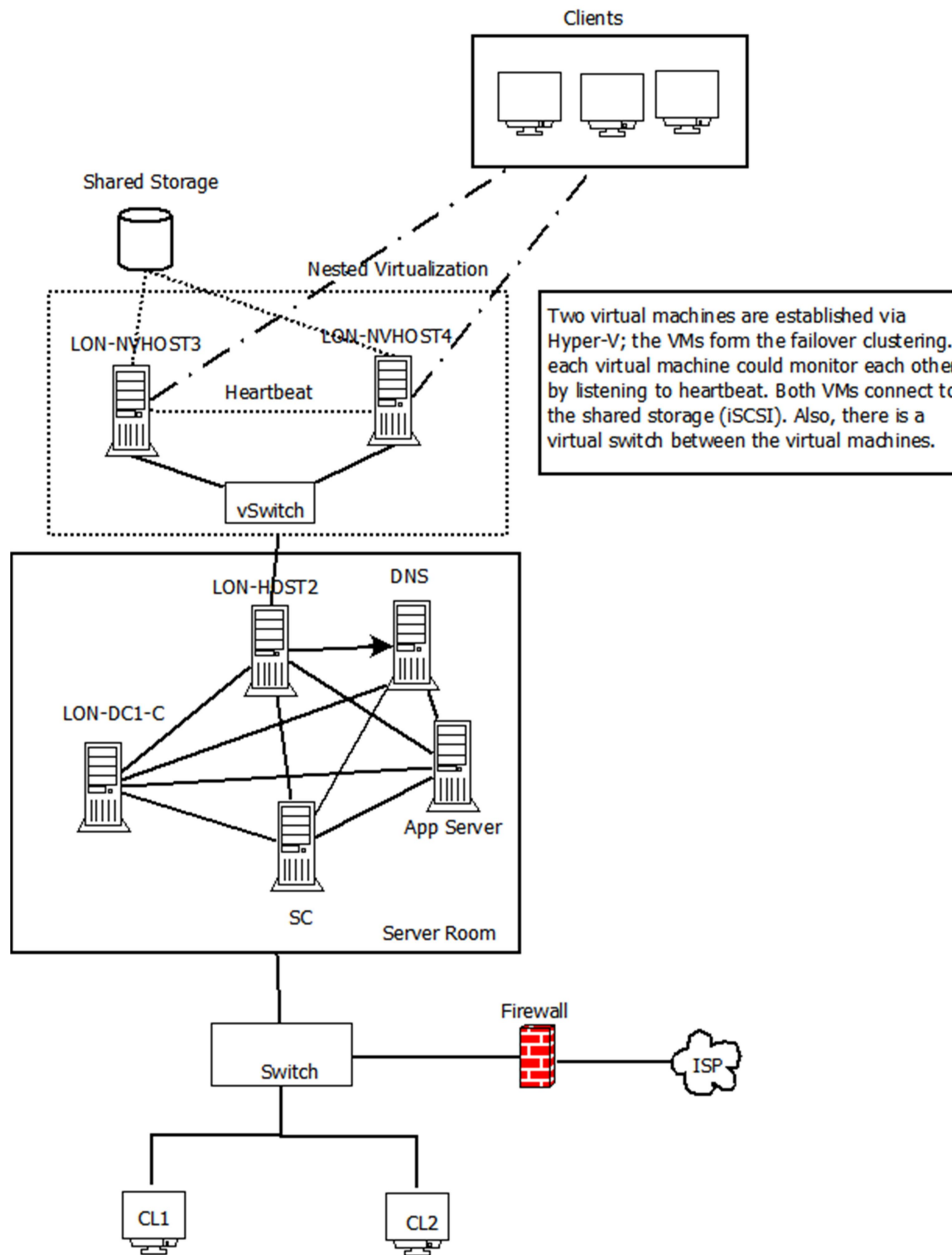 Clients
Shared Storage
Nested Virtualization
LON-NVHOST3
LON-NVHOST4
Heartbeat
vSwitch
Two virtual machines are established via
Hyper-V; the VMs form the failover clustering.
each virtual machine could monitor each other
by listening to heartbeat. Both VMs connect to
the shared storage (iSCSI). Also, there is a
virtual switch between the virtual machines.
LON-HOST2
DNS
LON-DC1-C
App Server
SC
Server Room
Firewall
Switch
ISP
CL1
CL2